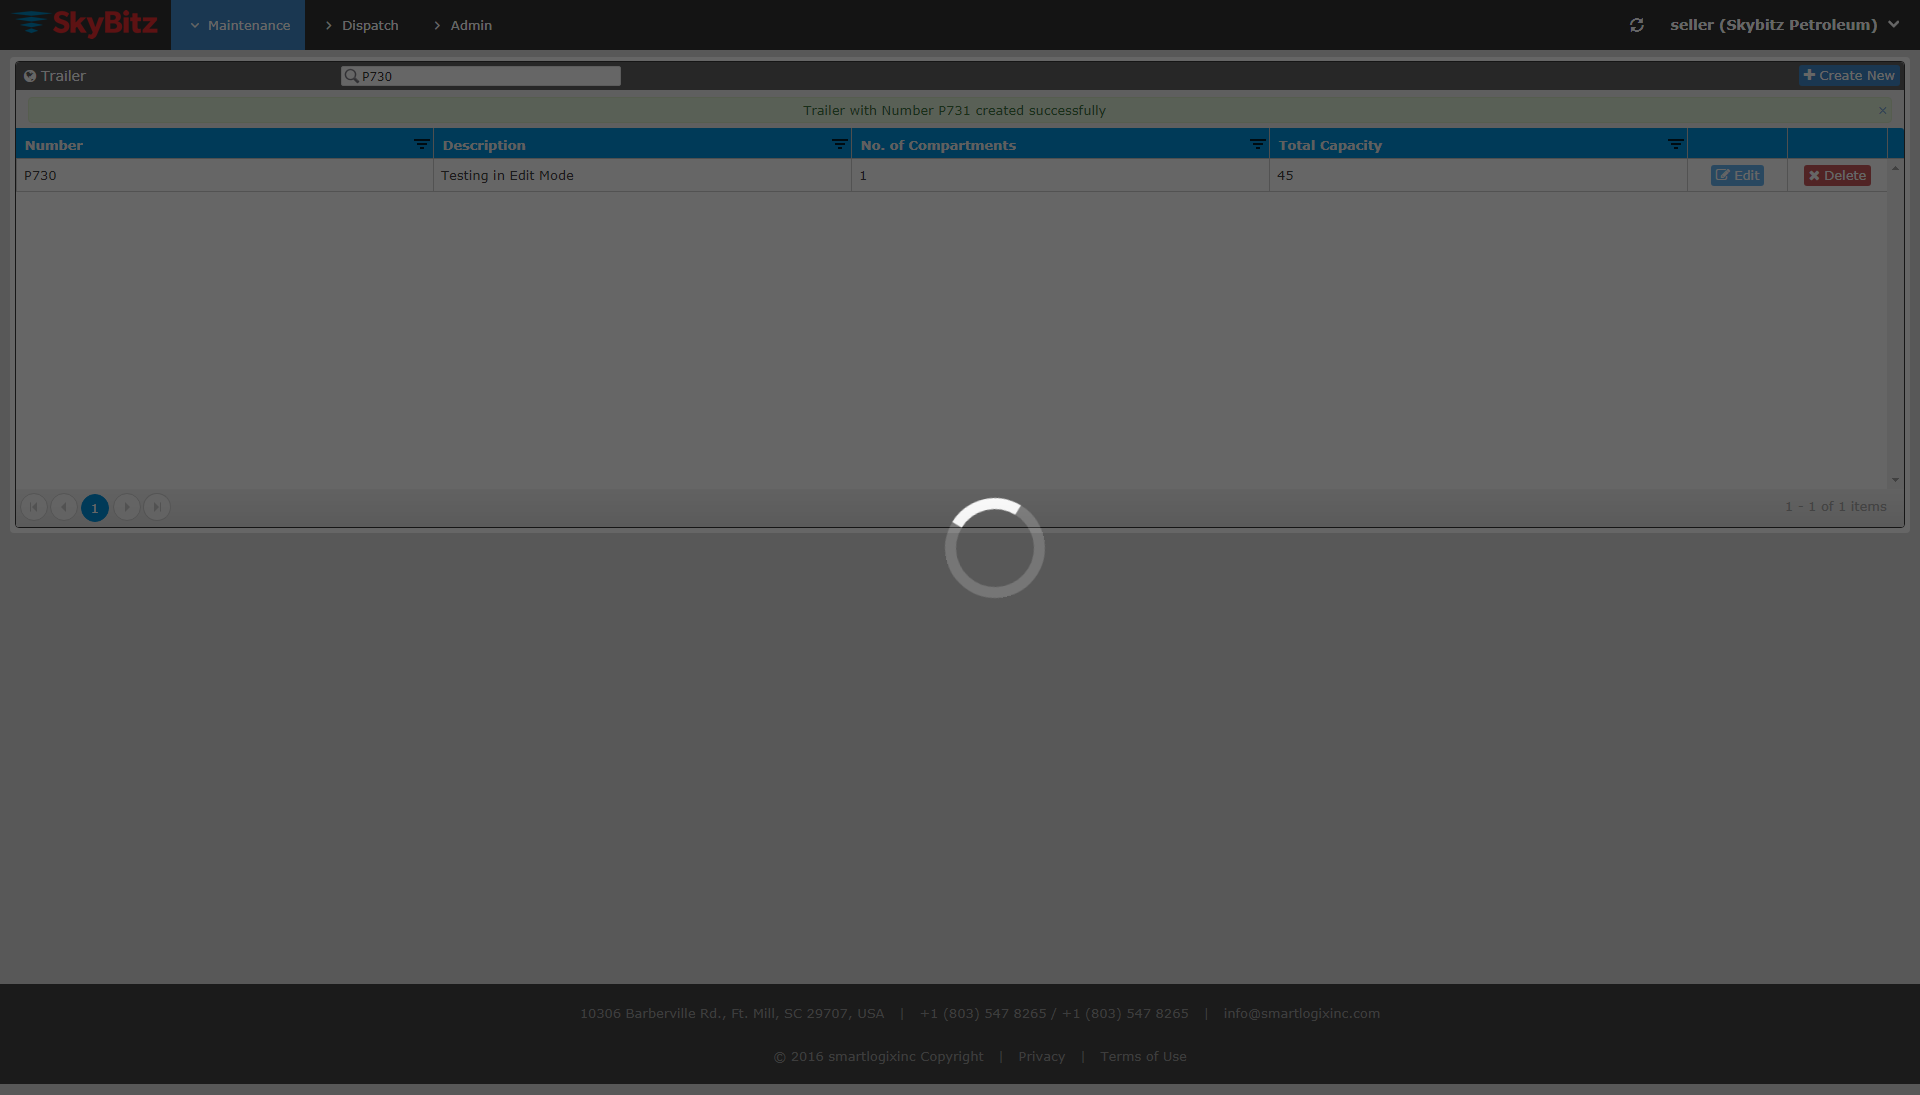 SkyBitz Maintenance Dispatch Admin seller (Skybitz Petroleum)
Trailer P730 Create New
Trailer with Number P731 created successfully ×
Number Description No. of Compartments Total Capacity
P730 Testing in Edit Mode 1 45 Edit Delete
1 1 - 1 of 1 items
10306 Barberville Rd., Ft. Mill, SC 29707, USA | +1 (803) 547 8265 / +1 (803) 547 8265 | info@smartlogixinc.com
© 2016 smartlogixinc Copyright | Privacy | Terms of Use